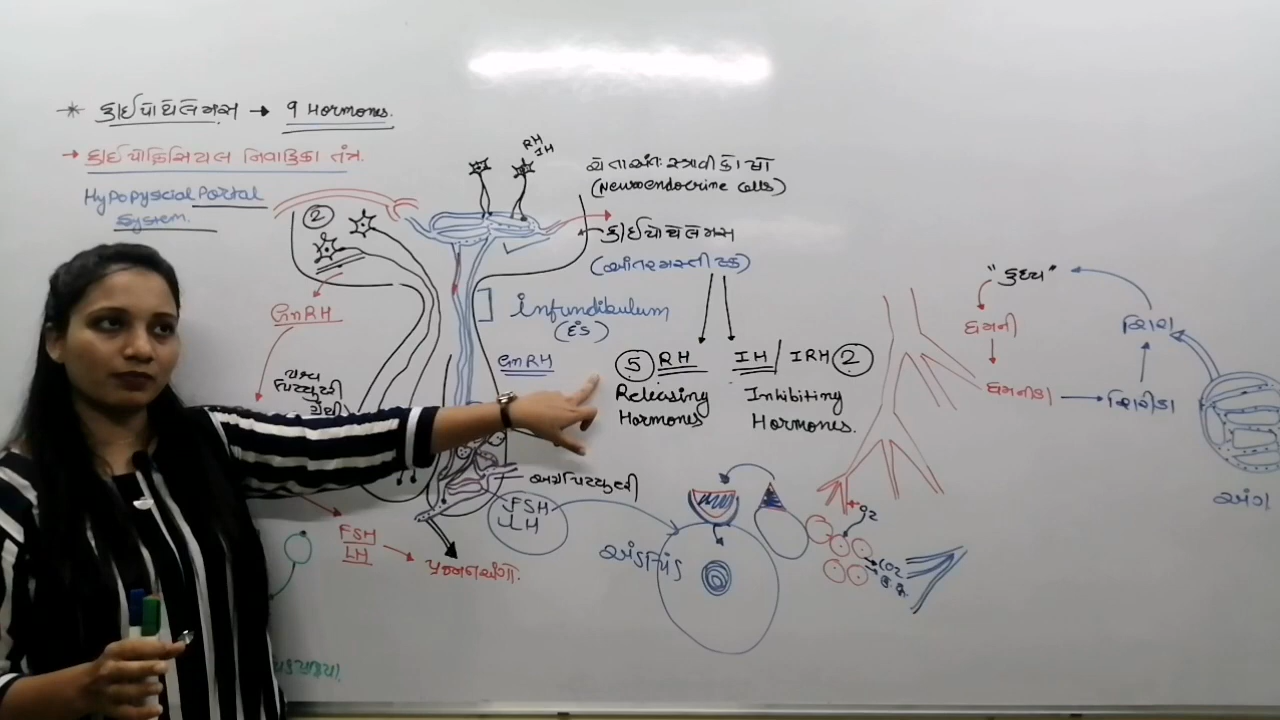 * હાઈપોથેલેમસ → 9 Hormones.
→ હાઈપોફિસિયલ નિવાહિકા તંત્ર.
Hypopyscial Portal
System.
RH
IH
ચેતાઅંતઃસ્ત્રાવી કોષો
(Neuroendocrine cells)
હાઈપોથેલેમસ
(આંતરમસ્તીષ્ક)
2
GnRH
infundibulum
(દંડ)
GnRH
5 RH
Releasing
Hormones
IH / IRH 2
Inhibiting
Hormones.
પશ્વ
પિટ્યુટરી
ગ્રંથી
અગ્રપિટ્યુટરી
FSH
LH
FSH
LH
પ્રજનનઅંગો.
અંડપિંડ
O2
CO2
"હૃદય"
ધમની
ધમનીકા
શિરીકા
શિરા
અંગ